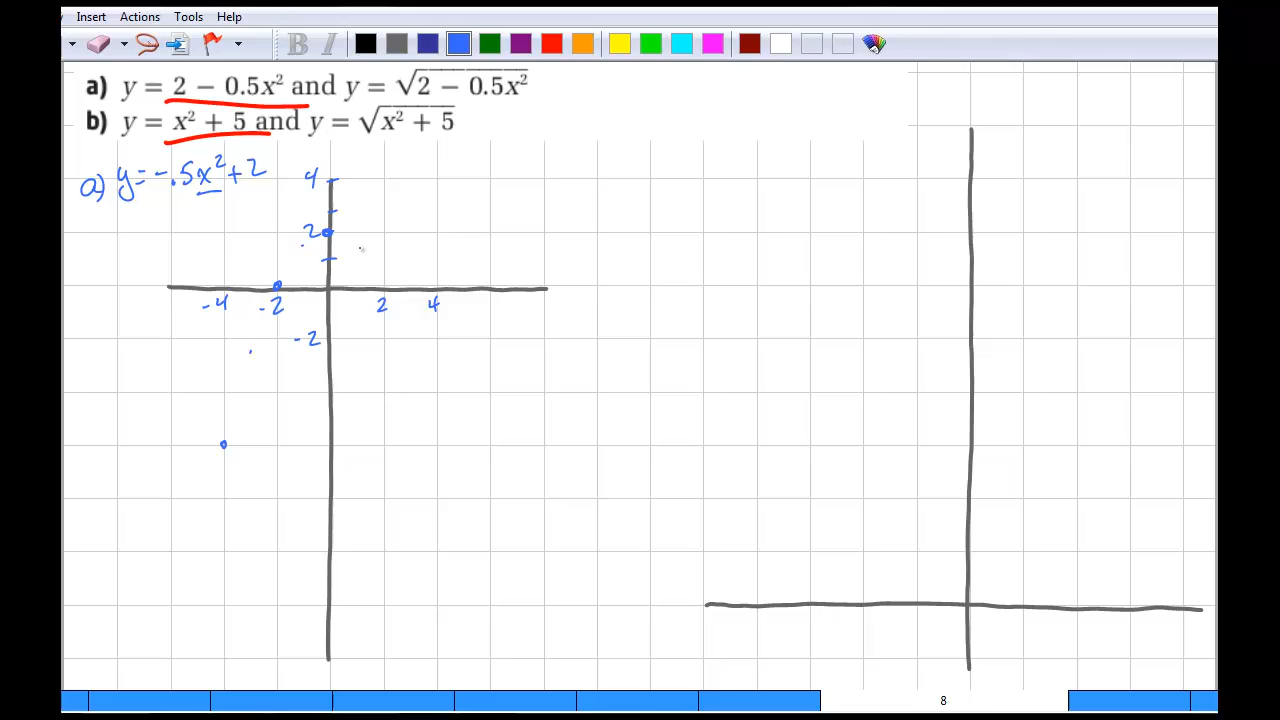 Insert Actions Tools Help
B I
a) y = 2 − 0.5x² and y = √(2 − 0.5x²)
b) y = x² + 5 and y = √(x² + 5)
a) y=-.5x²+2
4
2
-4 -2 2 4
-2
8